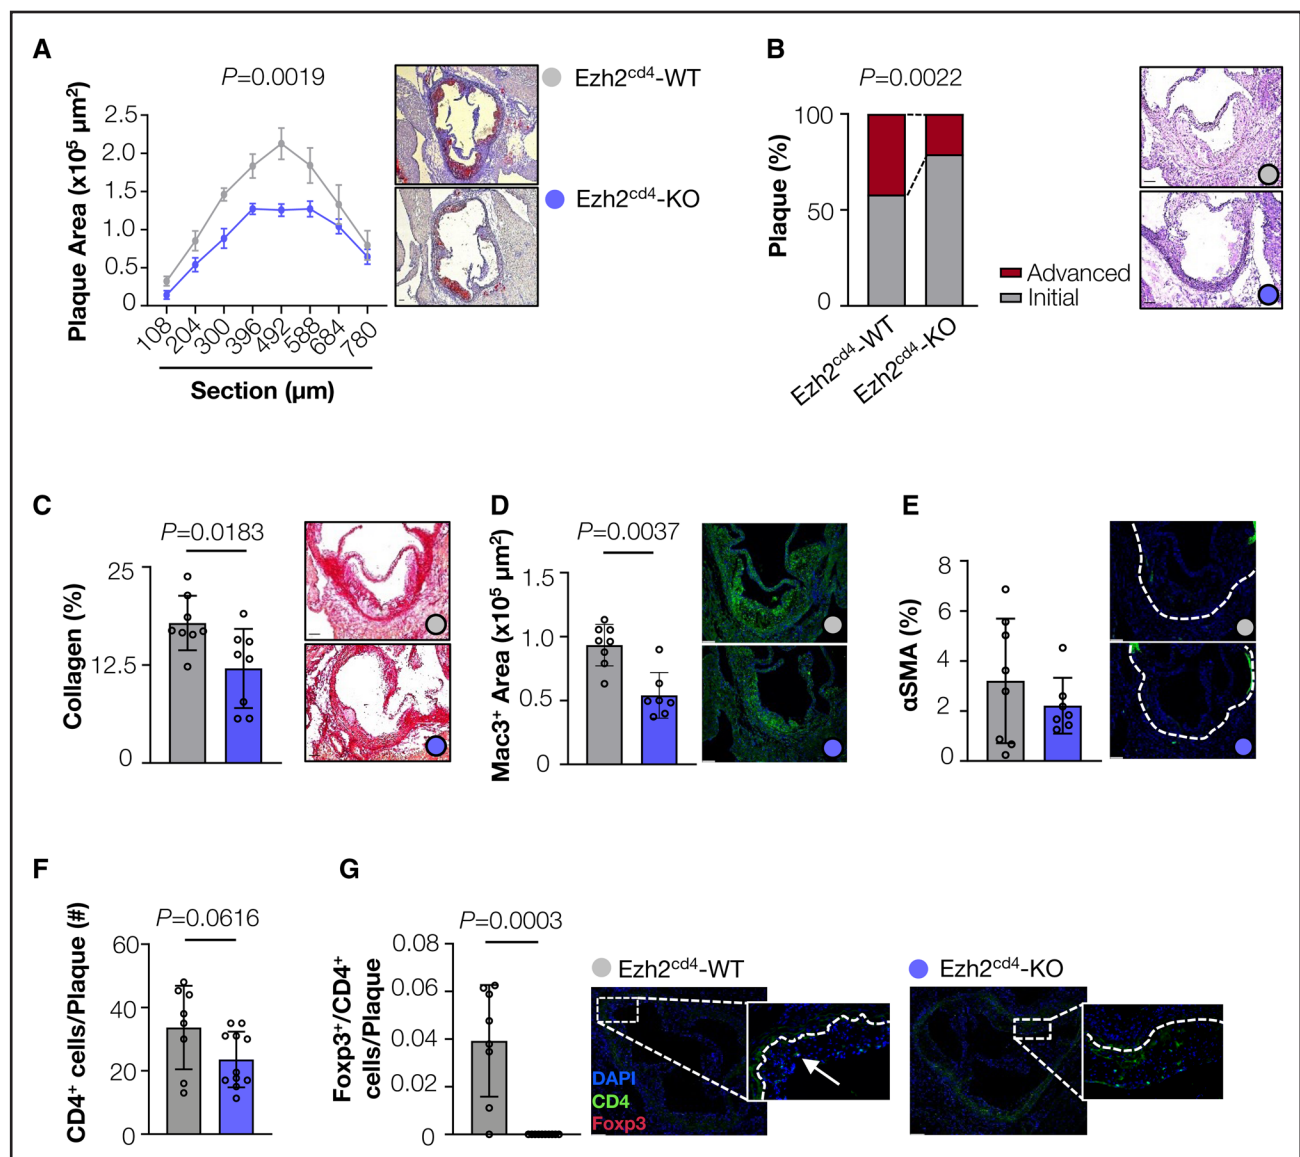 A
P=0.0019
Plaque Area (x10⁵ µm²)
2.5
2.0
1.5
1.0
0.5
0
108
204
300
396
492
588
684
780
Section (µm)
Ezh2ᶜᵈ⁴-WT
Ezh2ᶜᵈ⁴-KO
B
P=0.0022
Plaque (%)
100
50
0
Ezh2ᶜᵈ⁴-WT
Ezh2ᶜᵈ⁴-KO
Advanced
Initial
C
P=0.0183
Collagen (%)
25
12.5
0
D
P=0.0037
Mac3⁺ Area (x10⁵ µm²)
1.5
1.0
0.5
0
E
αSMA (%)
8
6
4
2
0
F
P=0.0616
CD4⁺ cells/Plaque (#)
60
40
20
0
G
P=0.0003
Foxp3⁺/CD4⁺
cells/Plaque
0.08
0.06
0.04
0.02
0
Ezh2ᶜᵈ⁴-WT
DAPI
CD4
Foxp3
Ezh2ᶜᵈ⁴-KO